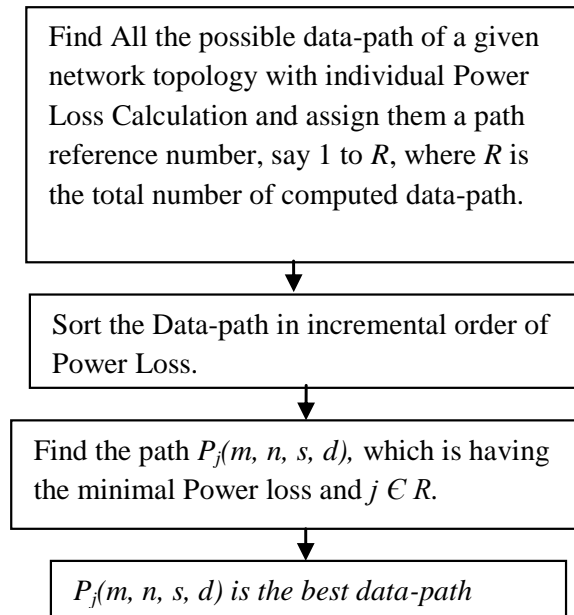 Find All the possible data-path of a given
network topology with individual Power
Loss Calculation and assign them a path
reference number, say 1 to R, where R is
the total number of computed data-path.
Sort the Data-path in incremental order of
Power Loss.
Find the path Pj(m, n, s, d), which is having
the minimal Power loss and j Є R.
Pj(m, n, s, d) is the best data-path